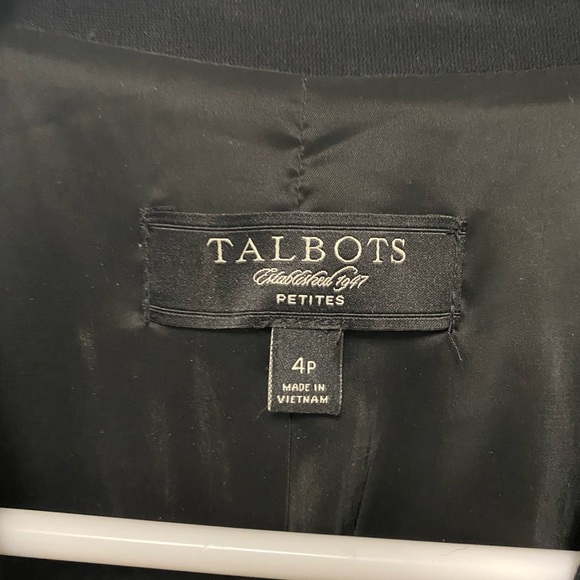 TALBOTS
Established 1947
PETITES
4P
MADE IN
VIETNAM